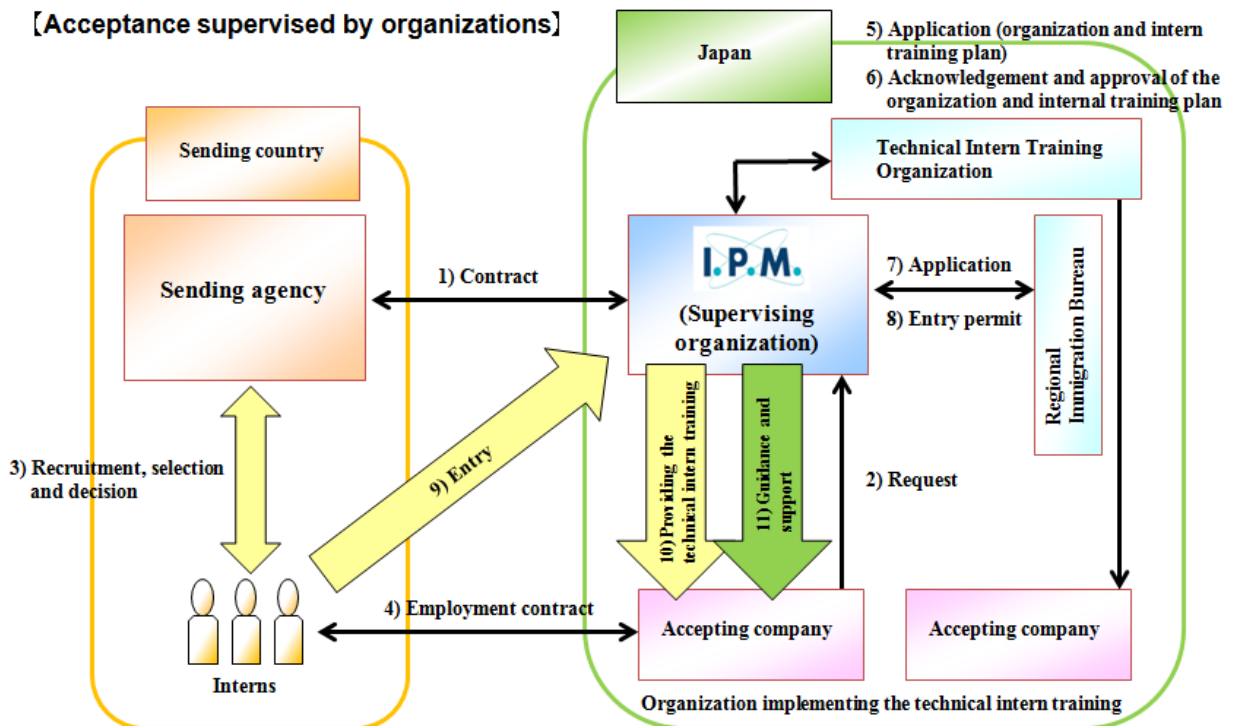 【Acceptance supervised by organizations】
Japan
5) Application (organization and intern
training plan)
6) Acknowledgement and approval of the
organization and internal training plan
Sending country
Technical Intern Training
Organization
Sending agency
1) Contract
I.P.M.
(Supervising
organization)
7) Application
8) Entry permit
Regional
Immigration Bureau
3) Recruitment, selection
and decision
9) Entry
10) Providing the
technical intern training
11) Guidance and
support
2) Request
4) Employment contract
Accepting company
Accepting company
Interns
Organization implementing the technical intern training